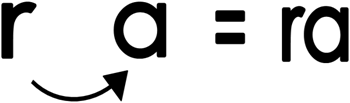 r a = ra